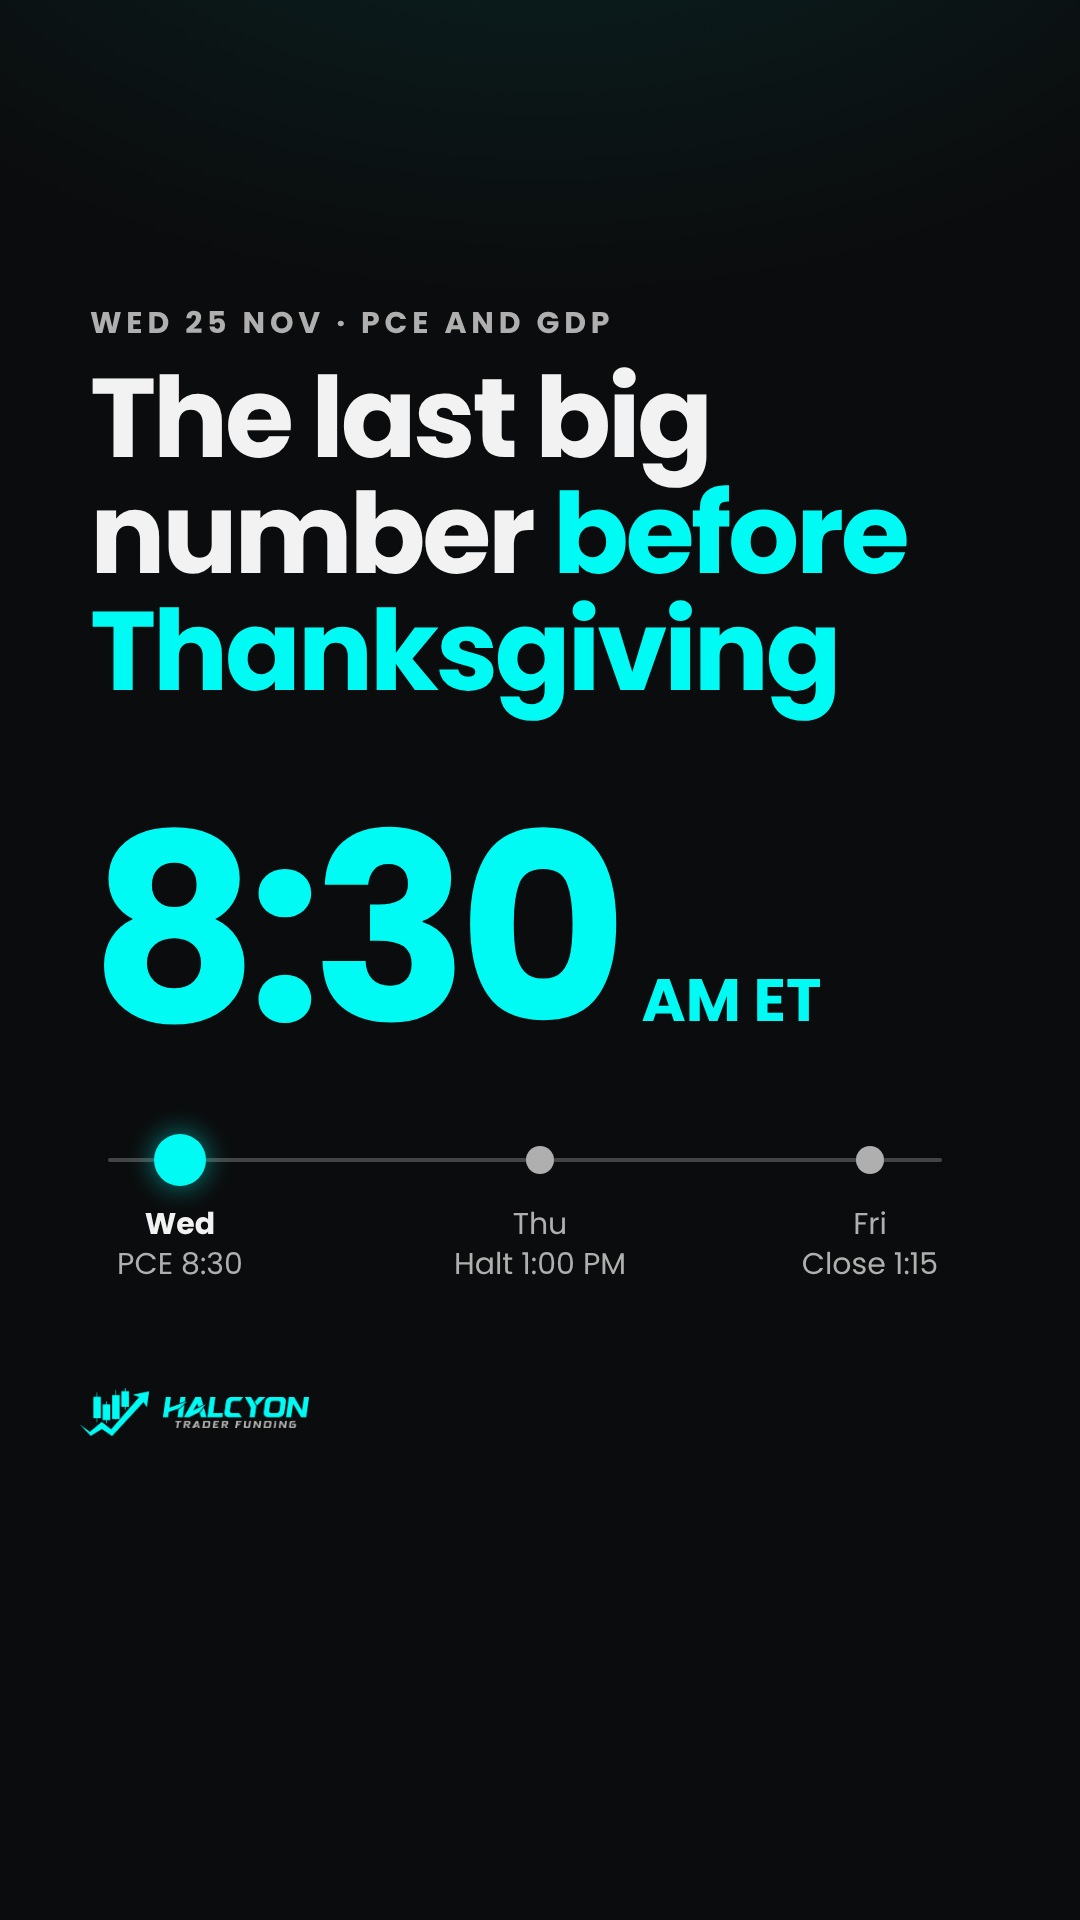 WED 25 NOV · PCE AND GDP
The last big
number before
Thanksgiving
8:30 AM ET
Wed Thu Fri
PCE 8:30 Halt 1:00 PM Close 1:15
HALCYON
TRADER FUNDING